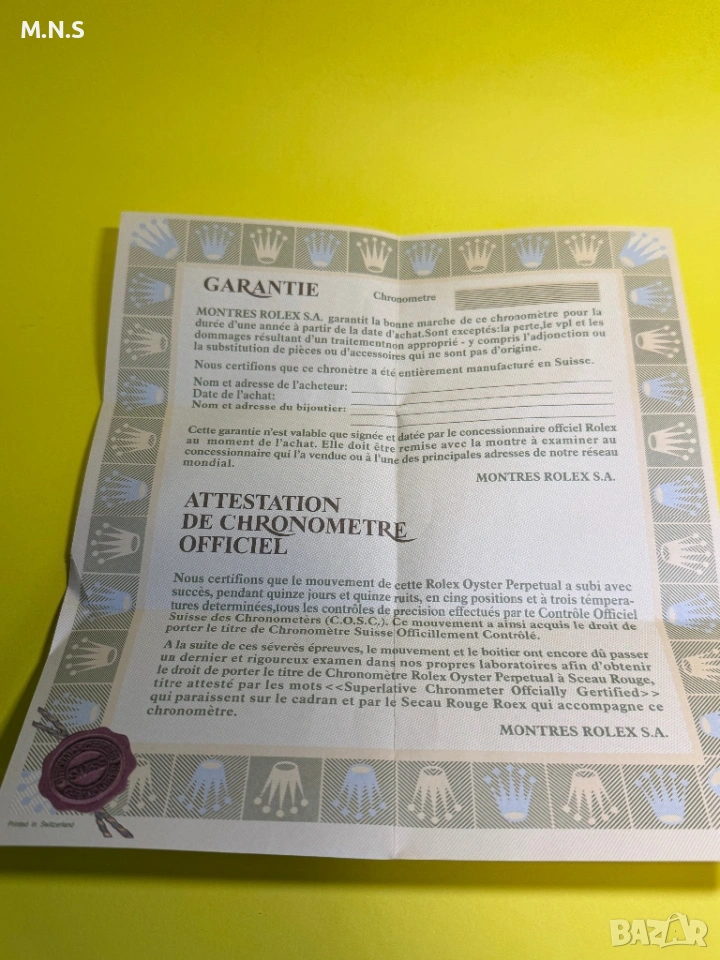 M.N.S
GARANTIE
Chronometre
MONTRES ROLEX S.A. garantit la bonne marche de ce chronomètre pour la
durée d'une année à partir de la date d'achat.Sont exceptés:la perte,le vpl et les
dommages résultant d'un traitementnon approprié - y compris l'adjonction ou
la substitution de pièces ou d'accessoires qui ne sont pas d'origine.
Nous certifions que ce chronètre a été entièrement manufacturé en Suisse.
Nom et adresse de l'acheteur:
Date de l'achat:
Nom et adresse du bijoutier:
Cette garantie n'est valable que signée et datée par le concessionnaire offciel Rolex
au moment de l'achat. Elle doit être remise avec la montre à examiner au
concessionnaire qui l'a vendue ou à l'une des principales adresses de notre réseau
mondial.
MONTRES ROLEX S.A.
ATTESTATION
DE CHRONOMETRE
OFFICIEL
Nous certifions que le mouvement de cette Rolex Oyster Perpetual a subi avec
succès, pendant quinze jours et quinze ruits, en cing positions et à trois témpera-
tures determinées,tous les contrôles de precision effectués par te Contrôle Officiel
Suisse des Chronometèrs (C.O.S.C.). Ce mouvement a ainsi acquis le droit de
porter le titre de Chronomètre Suisse Officillement Contrôlé.
A la suite de ces séverès épreuves, le mouvement et le boitier ont encore dû passer
un dernier et rigoureux examen dans nos propres laboratoires afin d'obtenir
le droit de porter le titre de Chronomètre Rolex Oyster Perpetual à Sceau Rouge,
titre attesté par les mots <<Superlative Chronmeter Offcially Gertified>>
qui paraissent sur le cadran et par le Secau Rouge Roex qui accompagne ce
chronomètre.
MONTRES ROLEX S.A.
Printed in Switzerland
BAZAR